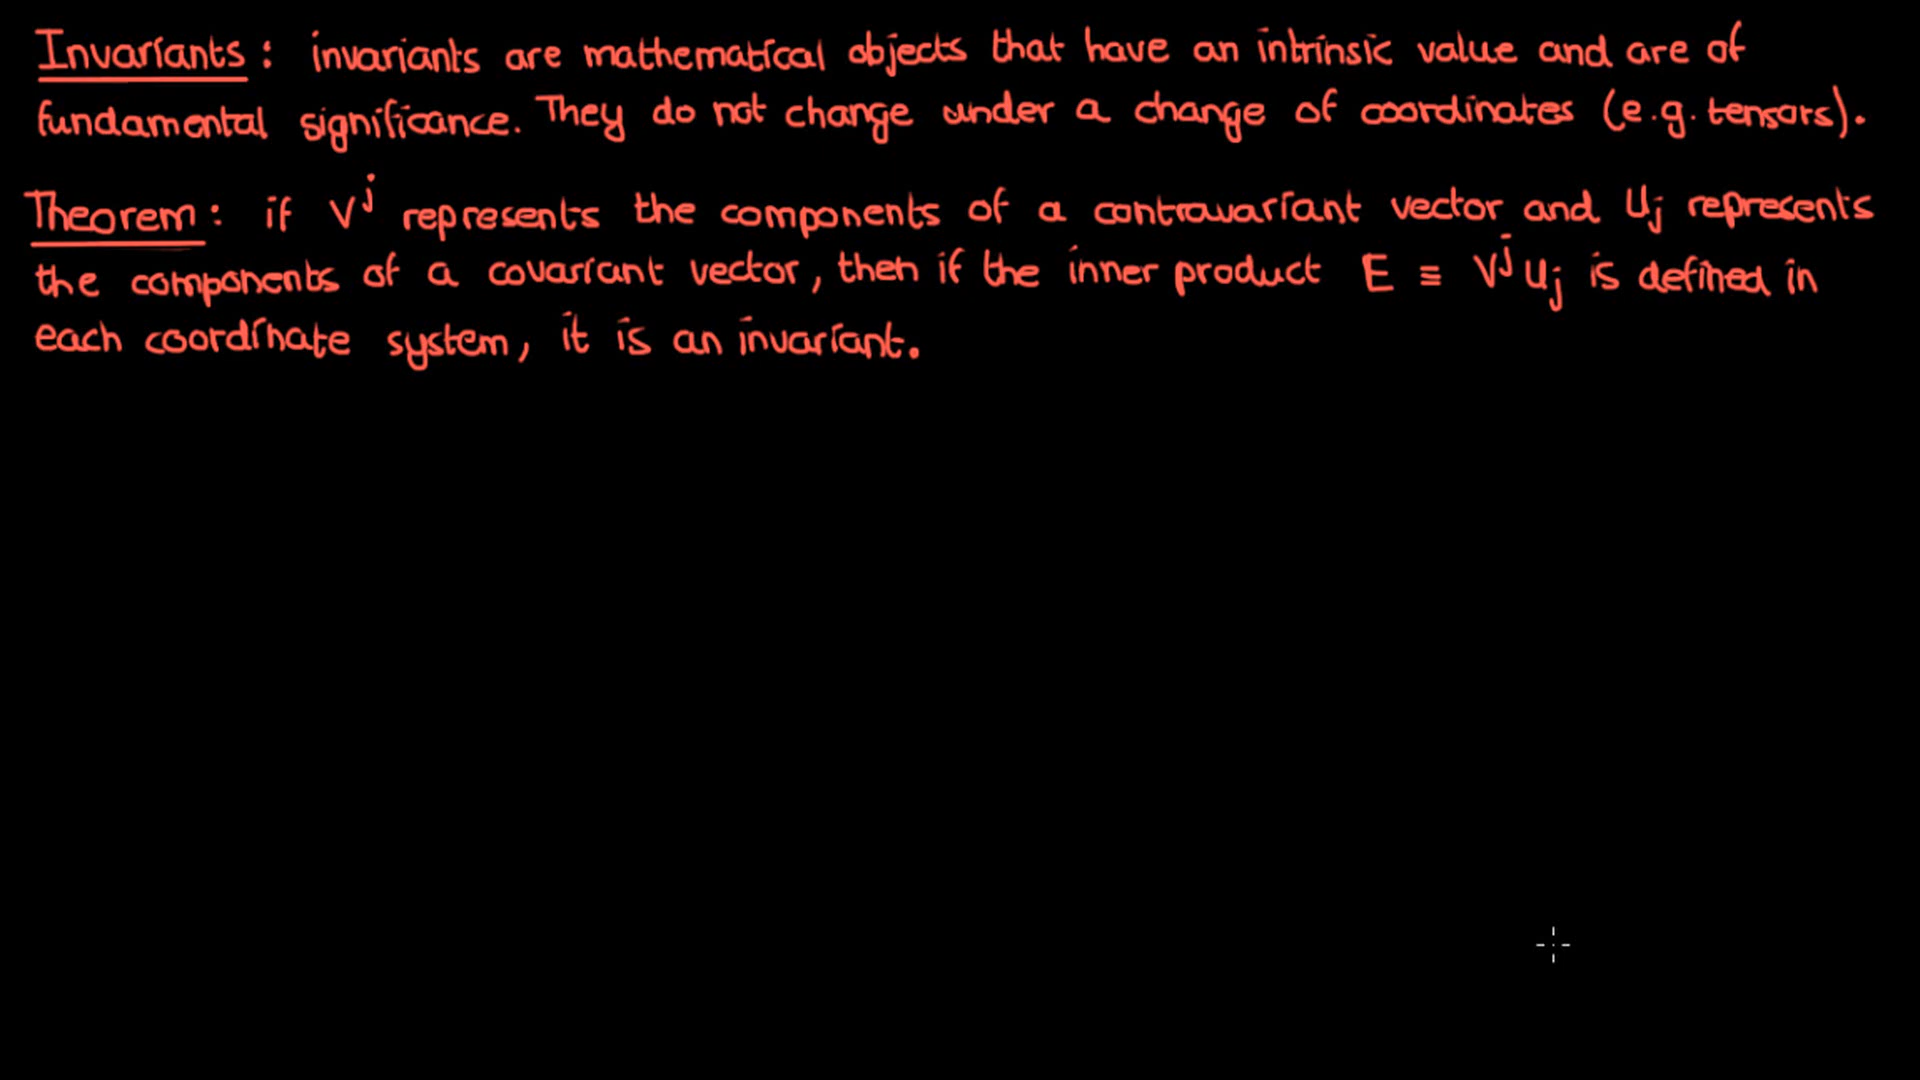 Invariants : invariants are mathematical objects that have an intrinsic value and are of
fundamental significance. They do not change under a change of coordinates (e.g. tensors).
Theorem : if V^j represents the components of a contravariant vector and U_j represents
the components of a covariant vector, then if the inner product E ≡ V^j U_j is defined in
each coordinate system, it is an invariant.